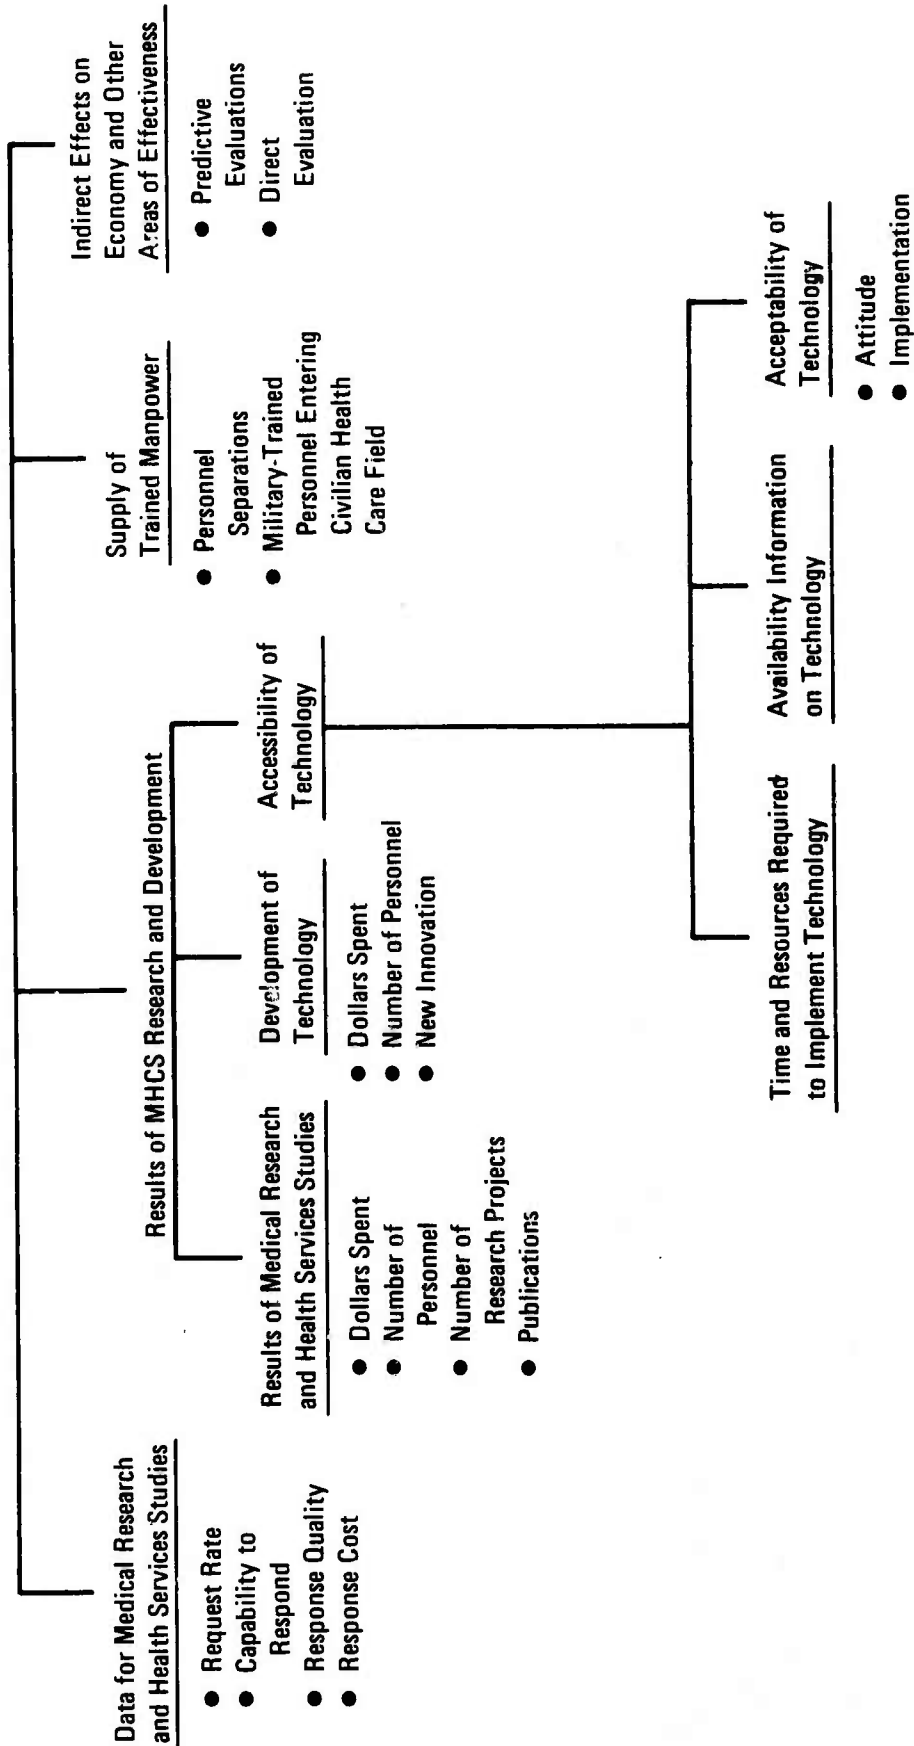 Data for Medical Research
and Health Services Studies
● Request Rate
● Capability to
Respond
● Response Quality
● Response Cost
Results of MHCS Research and Development
Results of Medical Research
and Health Services Studies
● Dollars Spent
● Number of
Personnel
● Number of
Research Projects
● Publications
Development of
Technology
● Dollars Spent
● Number of Personnel
● New Innovation
Accessibility of
Technology
Time and Resources Required
to Implement Technology
Availability Information
on Technology
Acceptability of
Technology
● Attitude
● Implementation
Supply of
Trained Manpower
● Personnel
Separations
● Military-Trained
Personnel Entering
Civilian Health
Care Field
Indirect Effects on
Economy and Other
Areas of Effectiveness
● Predictive
Evaluations
● Direct
Evaluation